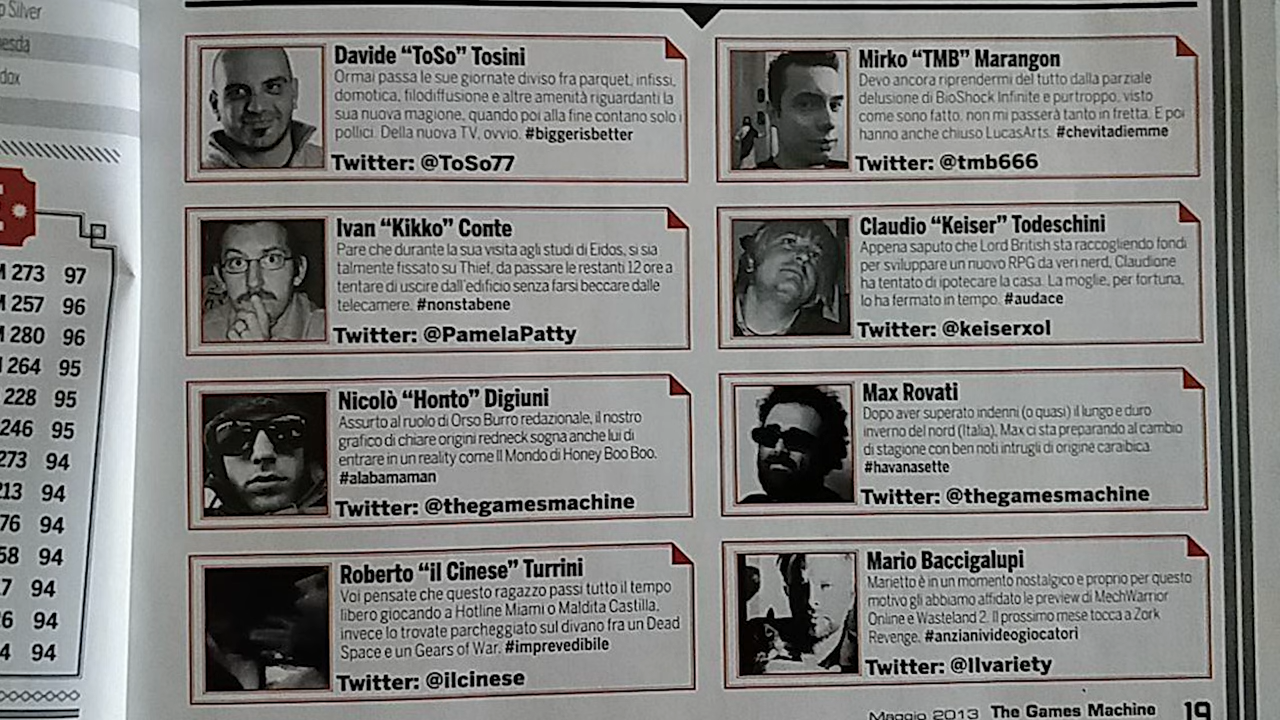 o Silver
esda
dox
M 273 97
M 257 96
M 280 96
264 95
228 95
246 95
273 94
213 94
76 94
58 94
7 94
6 94
4 94
Davide “ToSo” Tosini
Ormai passa le sue giornate diviso fra parquet, infissi,
domotica, filodiffusione e altre amenità riguardanti la
sua nuova magione, quando poi alla fine contano solo i
pollici. Della nuova TV, ovvio. #biggerisbetter
Twitter: @ToSo77
Mirko “TMB” Marangon
Devo ancora riprendermi del tutto dalla parziale
delusione di BioShock Infinite e purtroppo, visto
come sono fatto, non mi passerà tanto in fretta. E poi
hanno anche chiuso LucasArts. #chevitadiemme
Twitter: @tmb666
Ivan “Kikko” Conte
Pare che durante la sua visita agli studi di Eidos, si sia
talmente fissato su Thief, da passare le restanti 12 ore a
tentare di uscire dall'edificio senza farsi beccare dalle
telecamere. #nonstabene
Twitter: @PamelaPatty
Claudio “Keiser” Todeschini
Appena saputo che Lord British sta raccogliendo fondi
per sviluppare un nuovo RPG da veri nerd, Claudione
ha tentato di ipotecare la casa. La moglie, per fortuna,
lo ha fermato in tempo. #audace
Twitter: @keiserxol
Nicolò “Honto” Digiuni
Assurto al ruolo di Orso Burro redazionale, il nostro
grafico di chiare origini redneck sogna anche lui di
entrare in un reality come Il Mondo di Honey Boo Boo.
#alabamaman
Twitter: @thegamesmachine
Max Rovati
Dopo aver superato indenni (o quasi) il lungo e duro
inverno del nord (Italia), Max ci sta preparando al cambio
di stagione con ben noti intrugli di origine caraibica.
#havanasette
Twitter: @thegamesmachine
Roberto “il Cinese” Turrini
Voi pensate che questo ragazzo passi tutto il tempo
libero giocando a Hotline Miami o Maldita Castilla,
invece lo trovate parcheggiato sul divano fra un Dead
Space e un Gears of War. #imprevedibile
Twitter: @ilcinese
Mario Baccigalupi
Marietto è in un momento nostalgico e proprio per questo
motivo gli abbiamo affidato le preview di MechWarrior
Online e Wasteland 2. Il prossimo mese tocca a Zork
Revenge. #anzianivideogiocatori
Twitter: @llvariety
Maggio 2013 The Games Machine 19